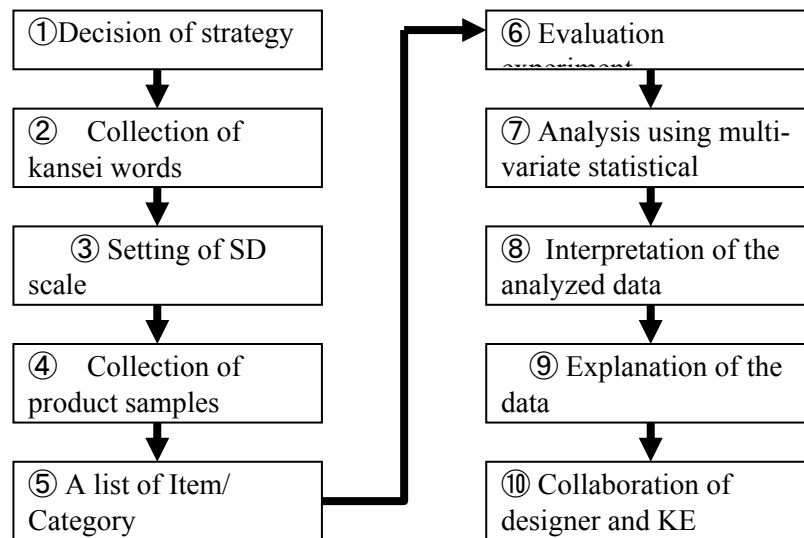 ①Decision of strategy
② Collection of
kansei words
③ Setting of SD
scale
④ Collection of
product samples
⑤ A list of Item/
Category
⑥ Evaluation
experiment
⑦ Analysis using multi-
variate statistical
⑧ Interpretation of the
analyzed data
⑨ Explanation of the
data
⑩ Collaboration of
designer and KE